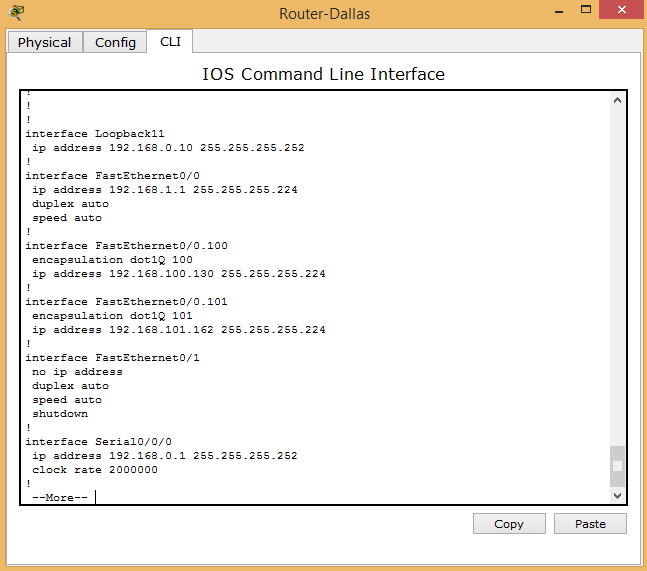 Router-Dallas
Physical
Config
CLI
IOS Command Line Interface
!
!
!
interface Loopback11
 ip address 192.168.0.10 255.255.255.252
!
interface FastEthernet0/0
 ip address 192.168.1.1 255.255.255.224
 duplex auto
 speed auto
!
interface FastEthernet0/0.100
 encapsulation dot1Q 100
 ip address 192.168.100.130 255.255.255.224
!
interface FastEthernet0/0.101
 encapsulation dot1Q 101
 ip address 192.168.101.162 255.255.255.224
!
interface FastEthernet0/1
 no ip address
 duplex auto
 speed auto
 shutdown
!
interface Serial0/0/0
 ip address 192.168.0.1 255.255.255.252
 clock rate 2000000
!
 --More--
Copy
Paste